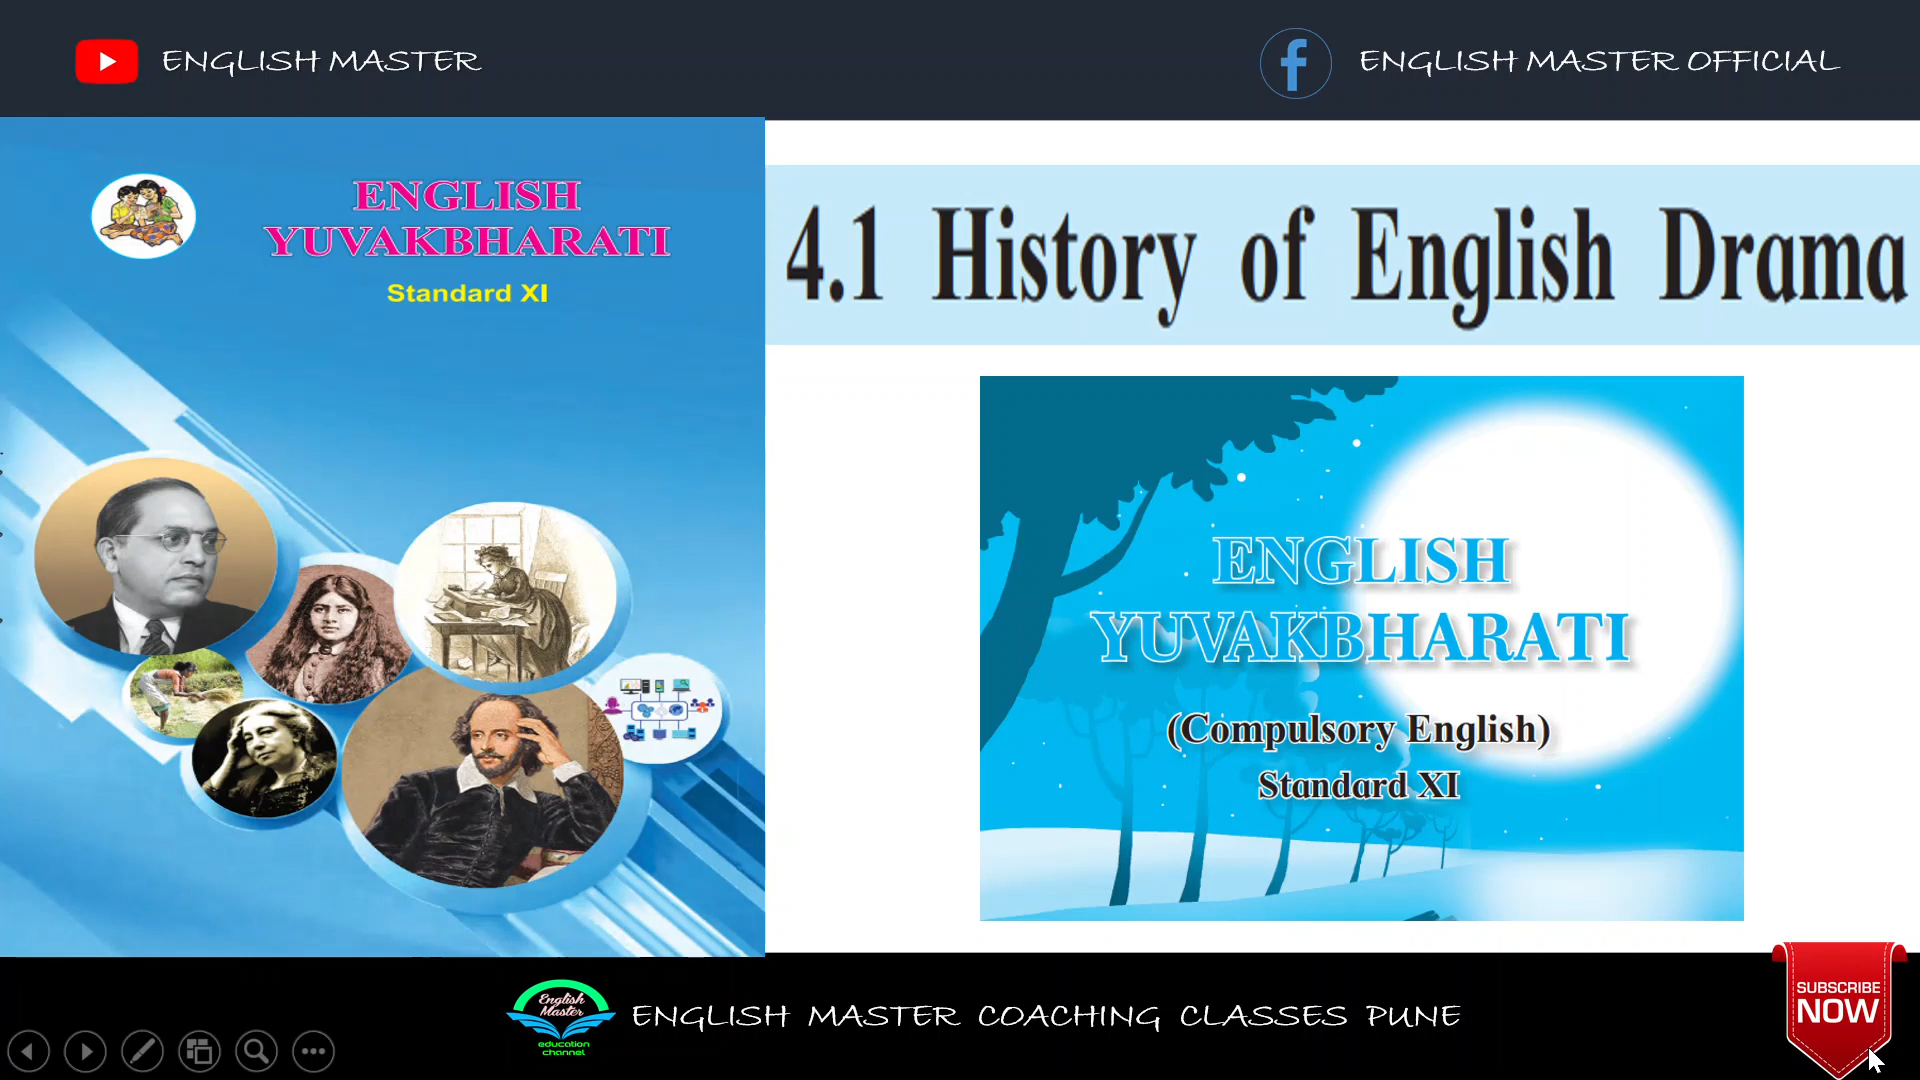 ENGLISH MASTER
ENGLISH MASTER OFFICIAL
ENGLISH
YUVAKBHARATI
Standard XI
4.1 History of English Drama
ENGLISH
YUVAKBHARATI
(Compulsory English)
Standard XI
English
Master
education
channel
ENGLISH MASTER COACHING CLASSES PUNE
SUBSCRIBE
NOW